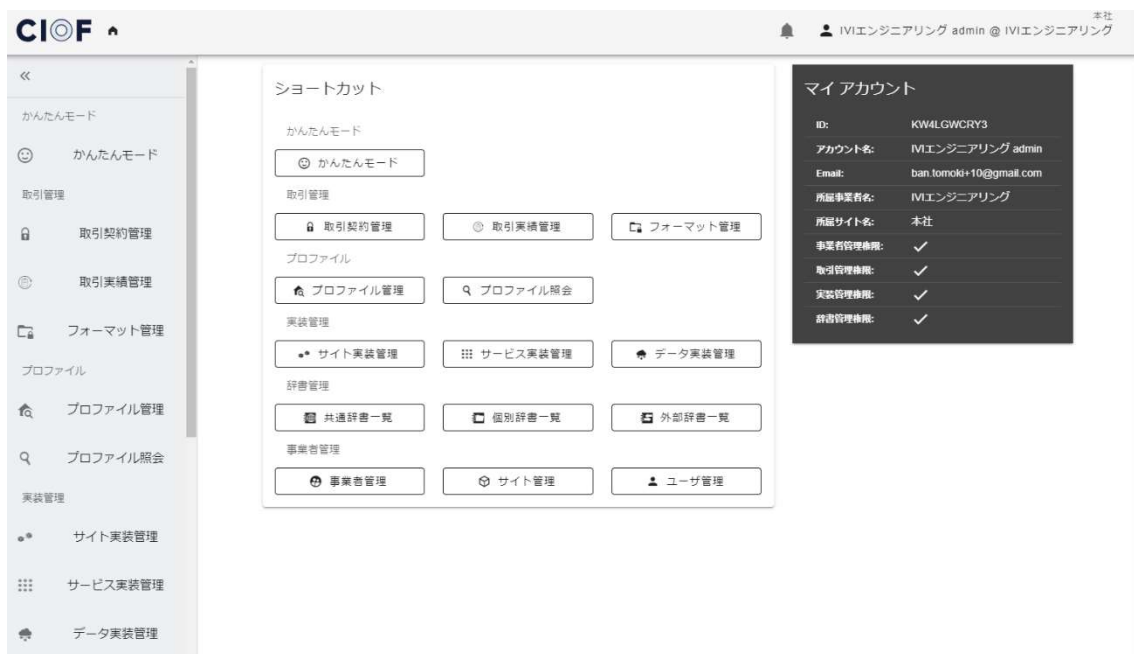 CIOF
本社
IVIエンジニアリング admin @ IVIエンジニアリング
かんたんモード
かんたんモード
取引管理
取引契約管理
取引実績管理
フォーマット管理
プロファイル
プロファイル管理
プロファイル照会
実装管理
サイト実装管理
サービス実装管理
データ実装管理
ショートカット
かんたんモード
かんたんモード
取引管理
取引契約管理 取引実績管理 フォーマット管理
プロファイル
プロファイル管理 プロファイル照会
実装管理
サイト実装管理 サービス実装管理 データ実装管理
辞書管理
共通辞書一覧 個別辞書一覧 外部辞書一覧
事業者管理
事業者管理 サイト管理 ユーザ管理
マイ アカウント
ID: KW4LGWCRY3
アカウント名: IVIエンジニアリング admin
Email: ban.tomoki+10@gmail.com
所属事業者名: IVIエンジニアリング
所属サイト名: 本社
事業者管理権限:
取引管理権限:
実装管理権限:
辞書管理権限: